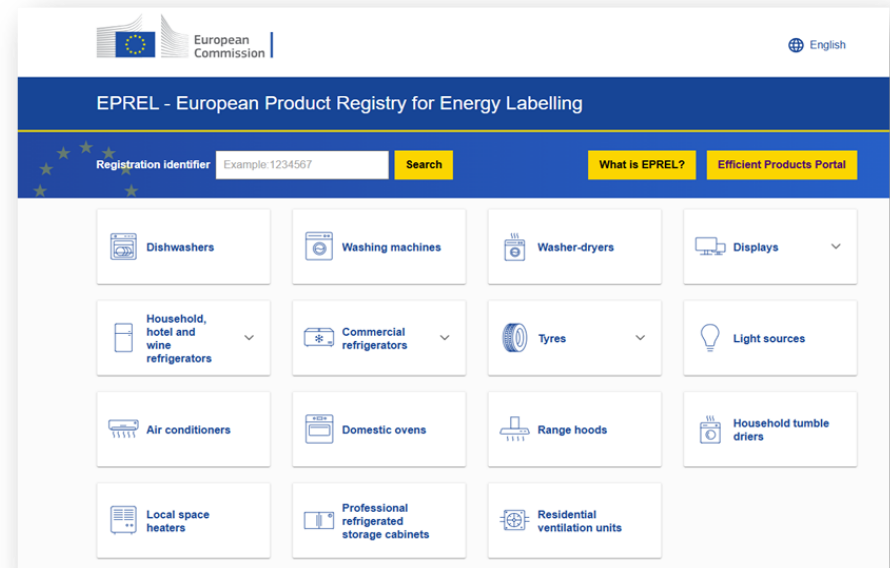 European
Commission
English
EPREL - European Product Registry for Energy Labelling
Registration identifier
Example:1234567
Search
What is EPREL?
Efficient Products Portal
Dishwashers
Washing machines
Washer-dryers
Displays
Household,
hotel and
wine
refrigerators
Commercial
refrigerators
Tyres
Light sources
Air conditioners
Domestic ovens
Range hoods
Household tumble
driers
Local space
heaters
Professional
refrigerated
storage cabinets
Residential
ventilation units